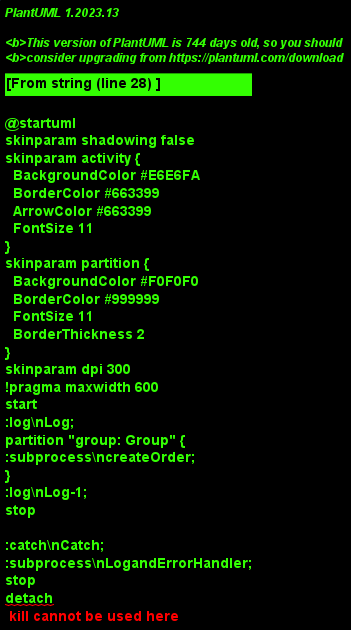 PlantUML 1.2023.13
<b>This version of PlantUML is 744 days old, so you should
<b>consider upgrading from https://plantuml.com/download
[From string (line 28) ]
@startuml
skinparam shadowing false
skinparam activity {
BackgroundColor #E6E6FA
BorderColor #663399
ArrowColor #663399
FontSize 11
}
skinparam partition {
BackgroundColor #F0F0F0
BorderColor #999999
FontSize 11
BorderThickness 2
}
skinparam dpi 300
!pragma maxwidth 600
start
:log\nLog;
partition "group: Group" {
:subprocess\ncreateOrder;
}
:log\nLog-1;
stop
:catch\nCatch;
:subprocess\nLogandErrorHandler;
stop
detach
kill cannot be used here